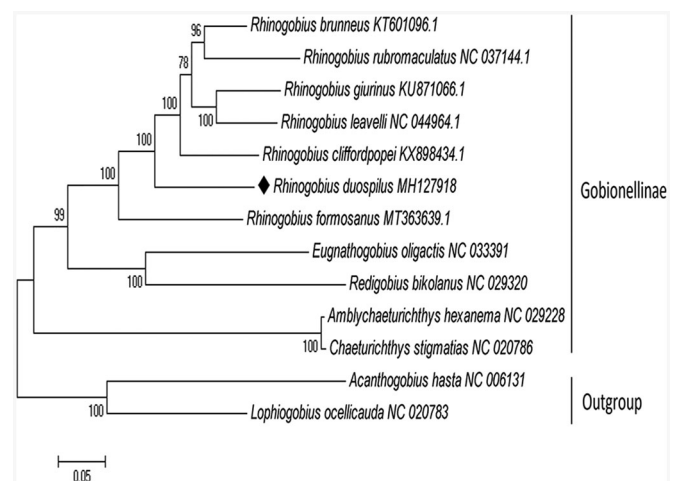 96
Rhinogobius brunneus KT601096.1
78
Rhinogobius rubromaculatus NC 037144.1
100
Rhinogobius giurinus KU871066.1
100
Rhinogobius leavelli NC 044964.1
100
Rhinogobius cliffordpopei KX898434.1
100
Rhinogobius duospilus MH127918
Gobionellinae
99
Rhinogobius formosanus MT363639.1
Eugnathogobius oligactis NC 033391
100
Redigobius bikolanus NC 029320
Amblychaeturichthys hexanema NC 029228
100
Chaeturichthys stigmatias NC 020786
Acanthogobius hasta NC 006131
Outgroup
100
Lophiogobius ocellicauda NC 020783
0.05